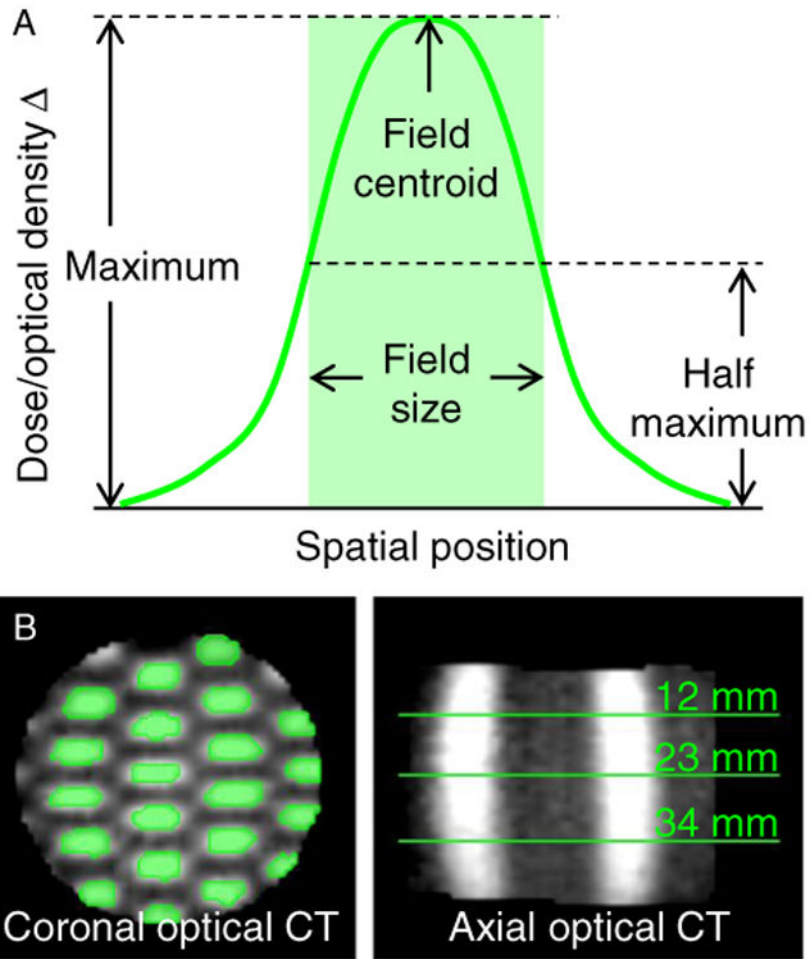 A
Dose/optical density Δ
Maximum
Field
centroid
Field
size
Half
maximum
Spatial position
B
12 mm
23 mm
34 mm
Coronal optical CT
Axial optical CT